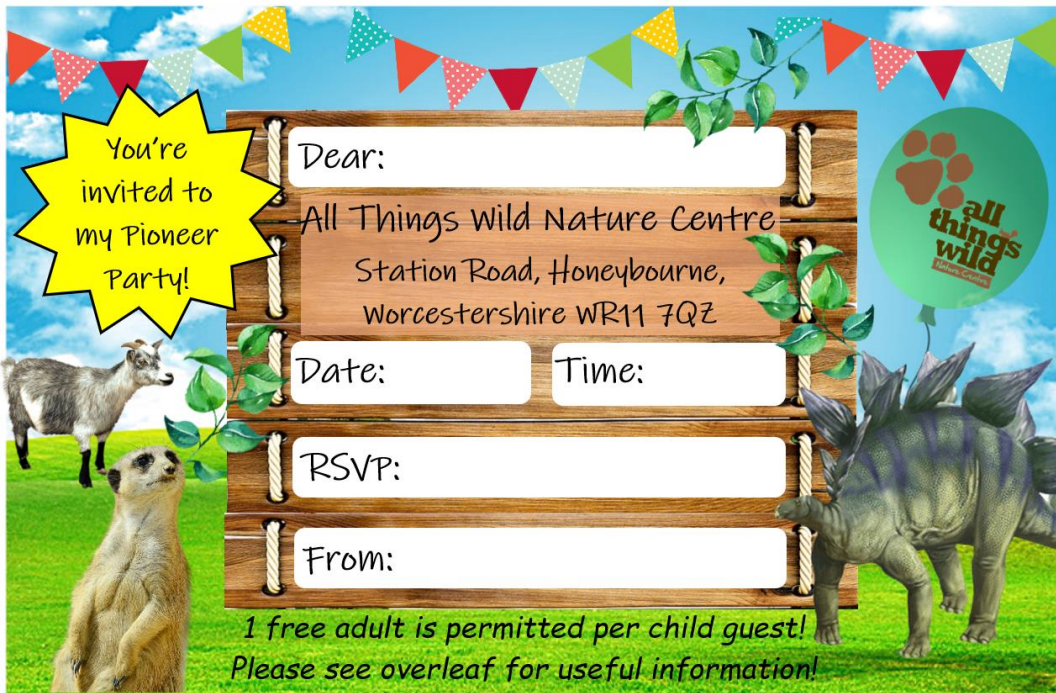 You're
invited to
my Pioneer
Party!
Dear:
All Things Wild Nature Centre
Station Road, Honeybourne,
Worcestershire WR11 7QZ
Date:
Time:
RSVP:
From:
all
things
wild
Nature Centre
1 free adult is permitted per child guest!
Please see overleaf for useful information!